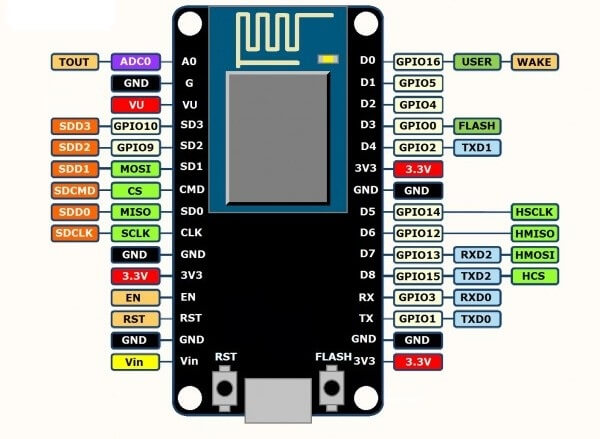 TOUT ADC0 A0 D0 GPIO16 USER WAKE
GND G D1 GPIO5
VU VU D2 GPIO4
SDD3 GPIO10 SD3 D3 GPIO0 FLASH
SDD2 GPIO9 SD2 D4 GPIO2 TXD1
SDD1 MOSI SD1 3V3 3.3V
SDCMD CS CMD GND GND
SDD0 MISO SD0 D5 GPIO14 HSCLK
SDCLK SCLK CLK D6 GPIO12 HMISO
GND GND D7 GPIO13 RXD2 HMOSI
3.3V 3V3 D8 GPIO15 TXD2 HCS
EN EN RX GPIO3 RXD0
RST RST TX GPIO1 TXD0
GND GND GND GND
Vin Vin RST FLASH 3V3 3.3V